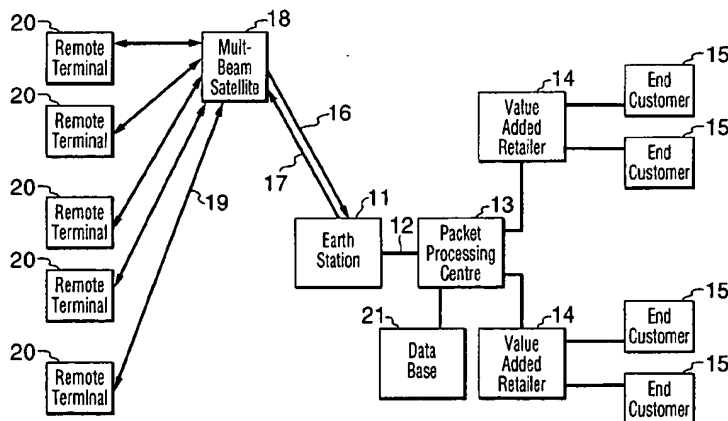 20
Remote
Terminal
20
Remote
Terminal
20
Remote
Terminal
20
Remote
Terminal
20
Remote
Terminal
18
Mult-
Beam
Satellite
16
17
19
11
Earth
Station
12
13
Packet
Processing
Centre
21
Data
Base
14
Value
Added
Retailer
15
End
Customer
15
End
Customer
14
Value
Added
Retailer
15
End
Customer
15
End
Customer